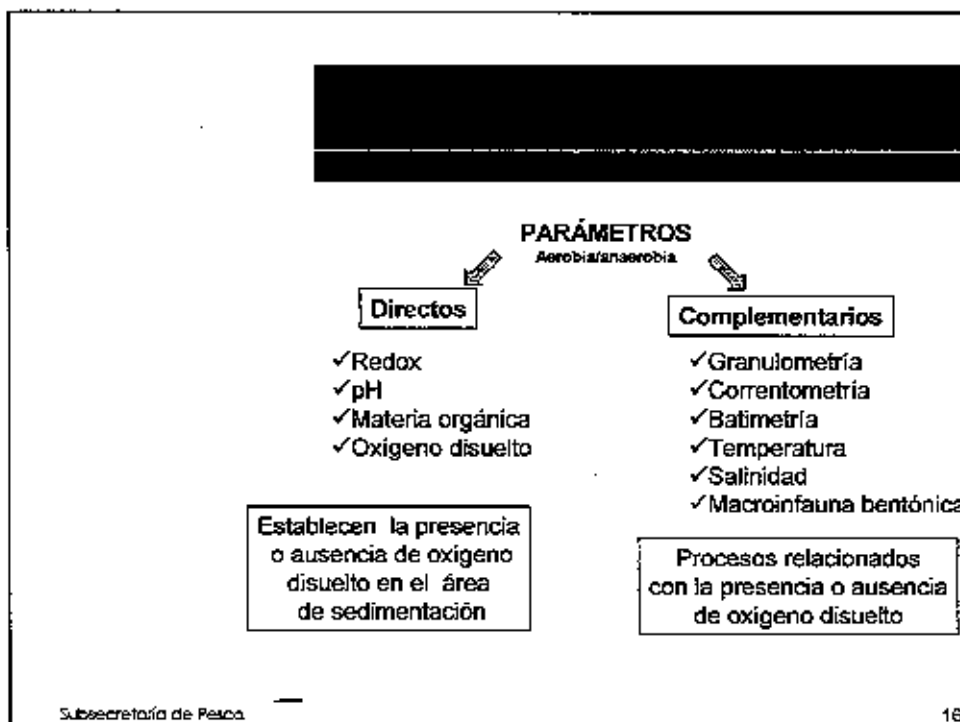 PARÁMETROS
Aerobia/anaerobia
Directos
✓Redox
✓pH
✓Materia orgánica
✓Oxígeno disuelto
Establecen la presencia
o ausencia de oxígeno
disuelto en el área
de sedimentación
Complementarios
✓Granulometría
✓Correntometría
✓Batimetría
✓Temperatura
✓Salinidad
✓Macroinfauna bentónica
Procesos relacionados
con la presencia o ausencia
de oxígeno disuelto
Subsecretaría de Pesca
16